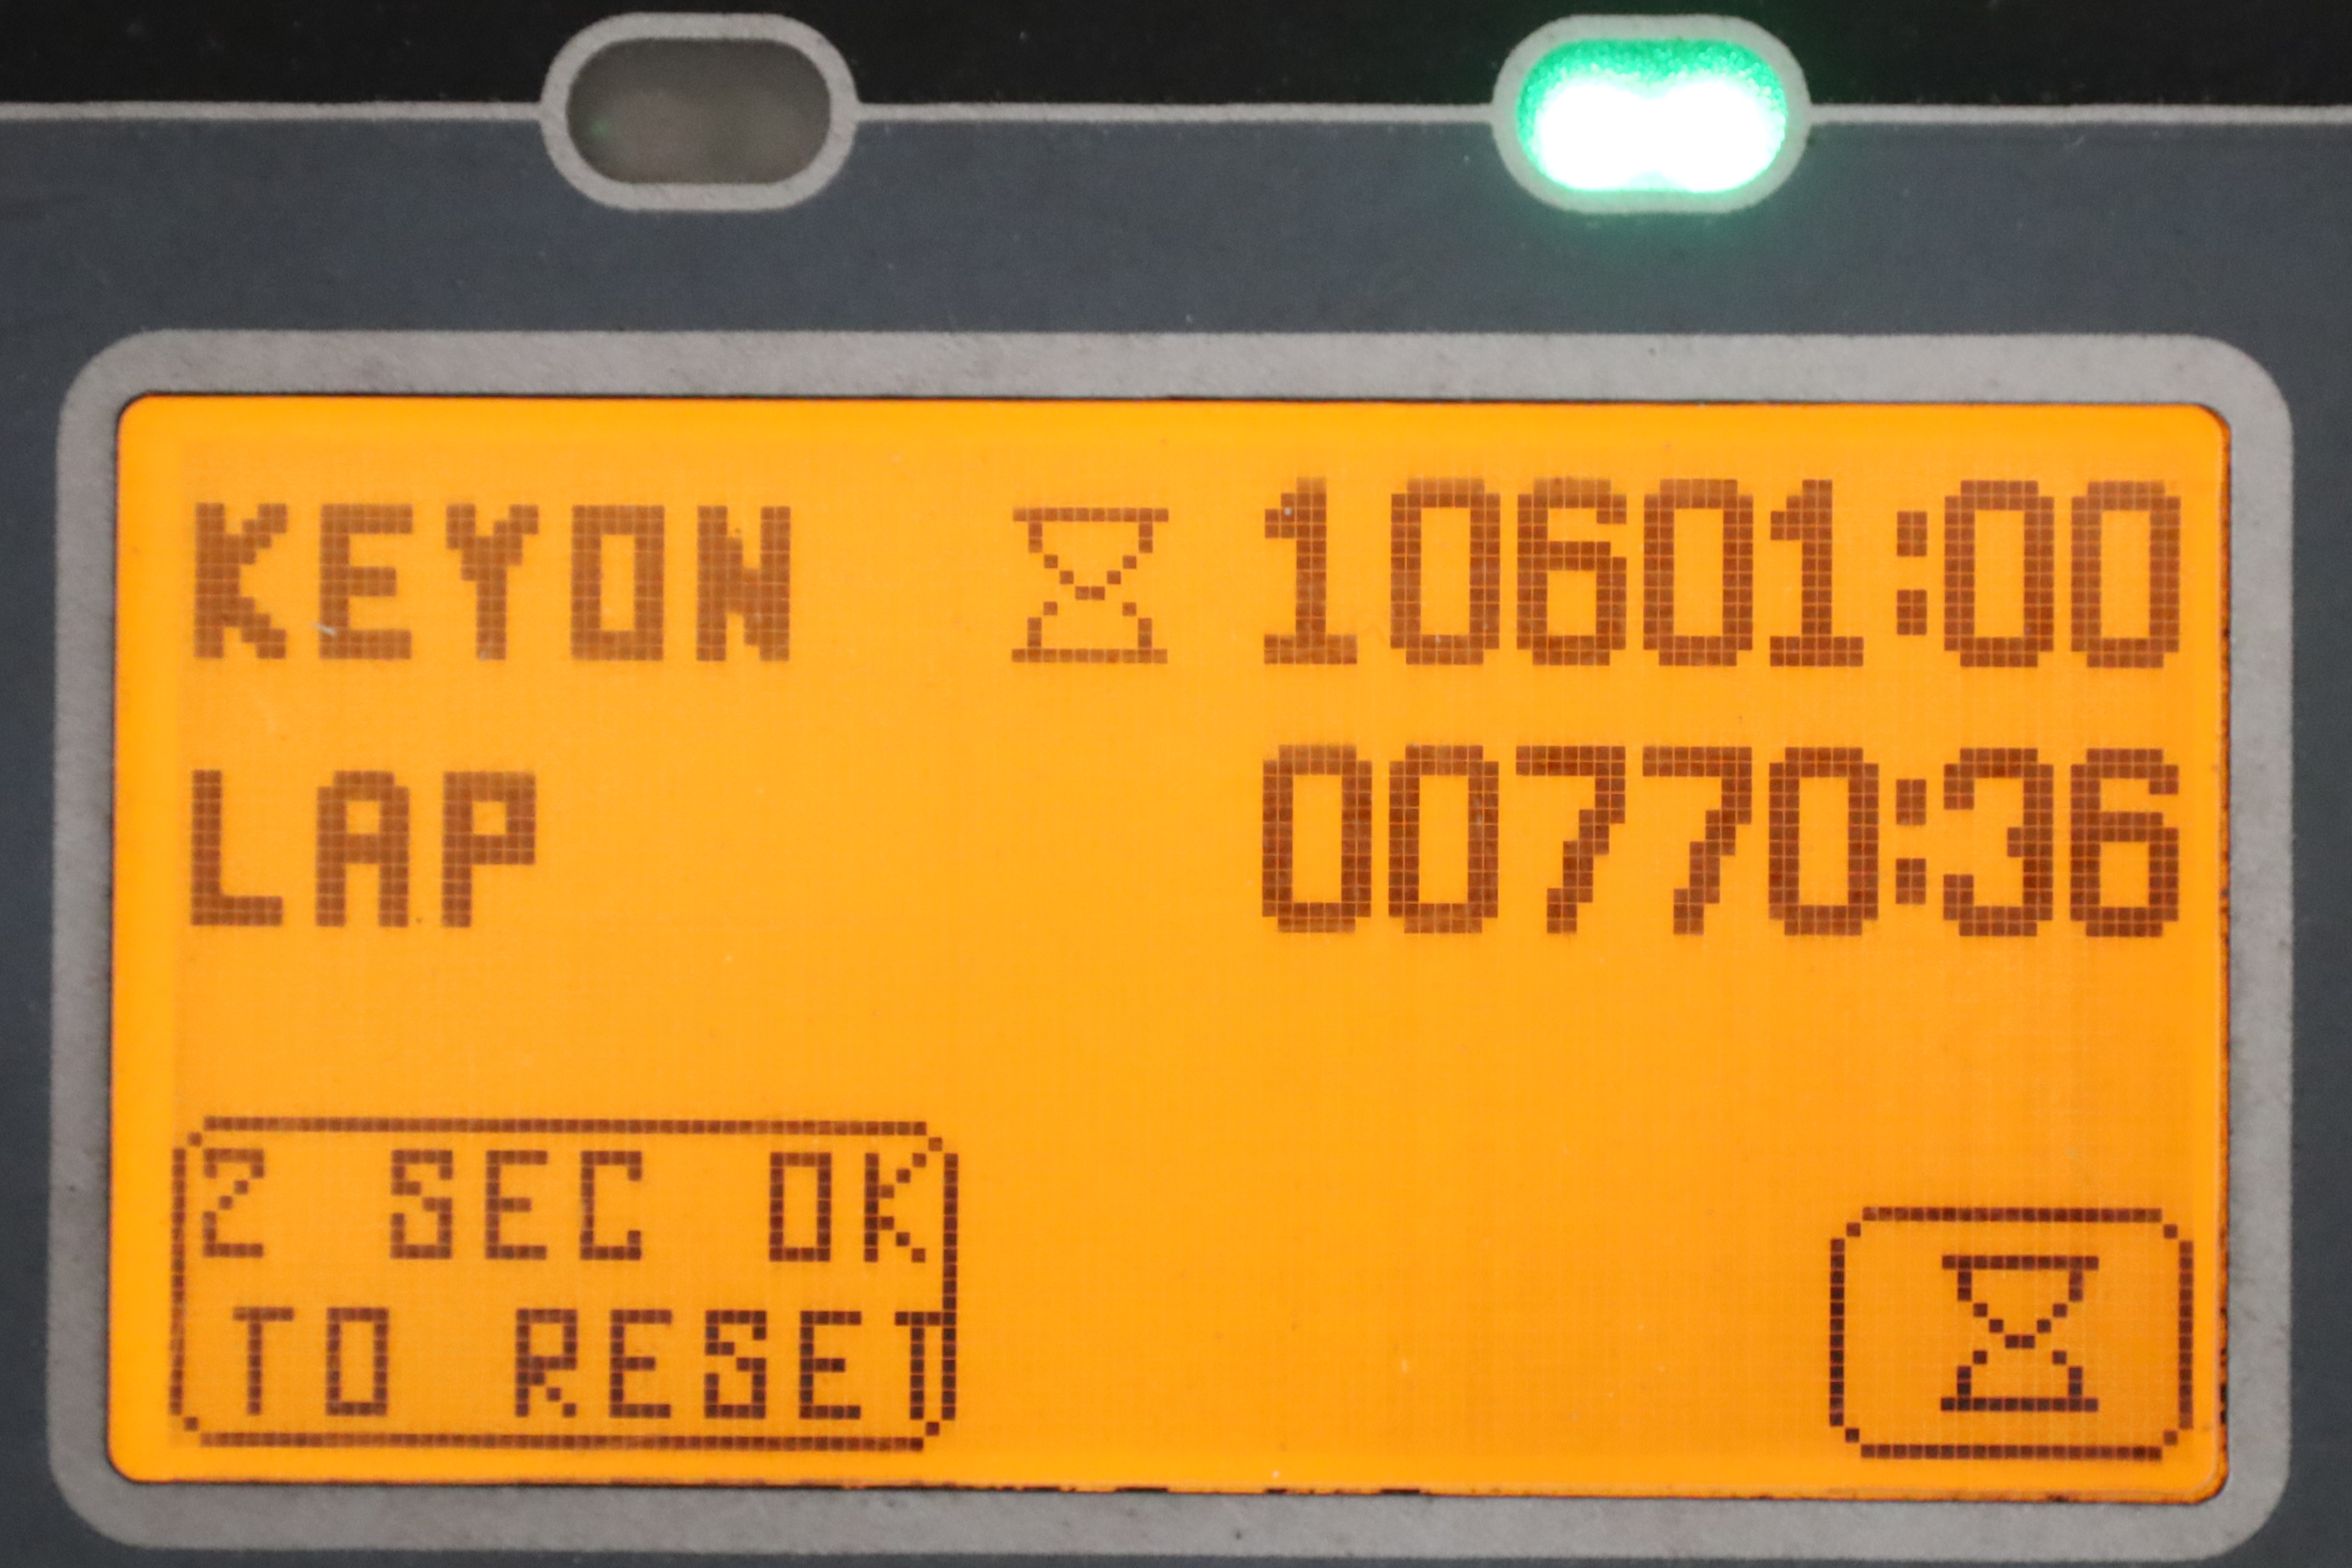 KEYON 10601:00
LAP 00770:36
2 SEC OK
TO RESET